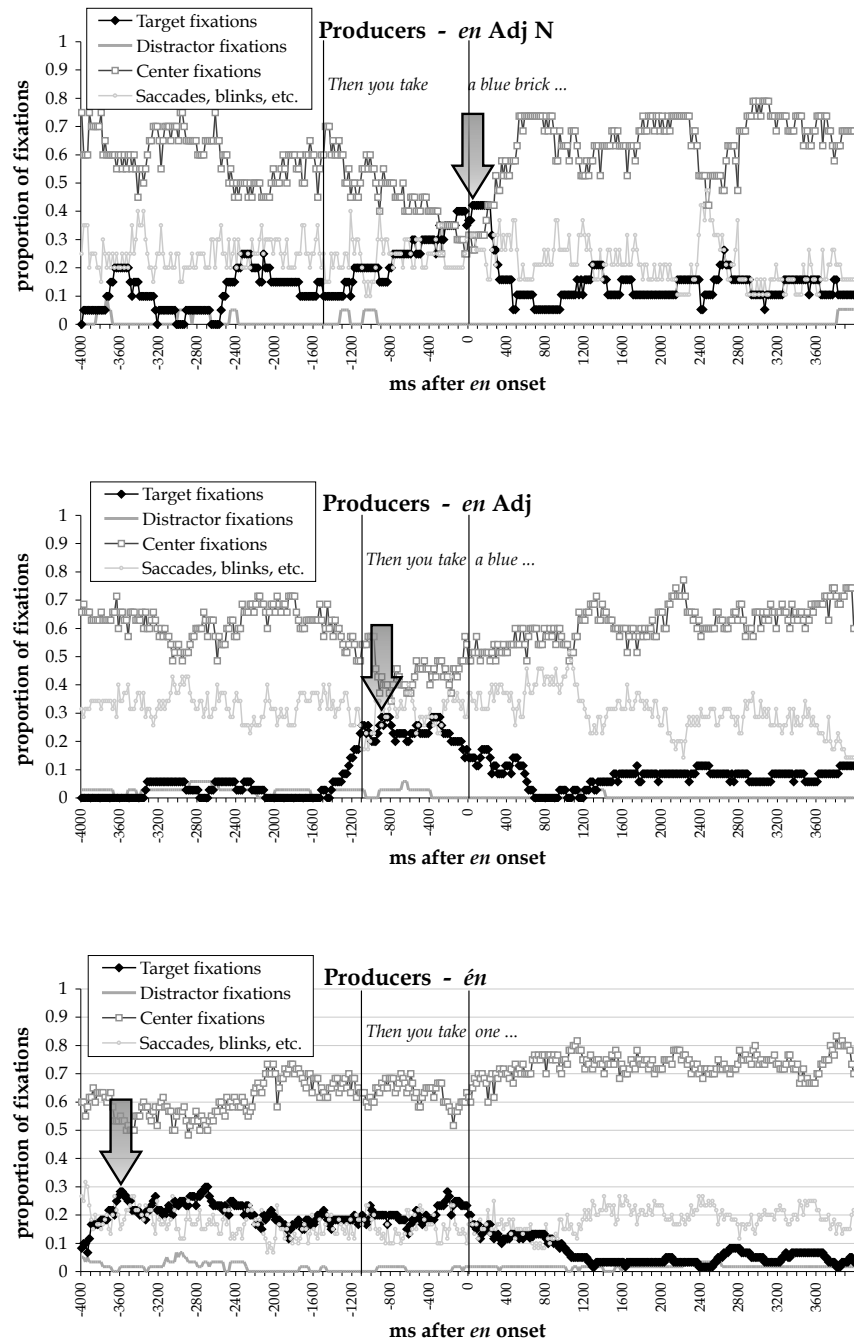 Producers - en Adj N
Target fixations
Distractor fixations
Center fixations
Saccades, blinks, etc.
Then you take a blue brick ...
proportion of fixations
1
0.9
0.8
0.7
0.6
0.5
0.4
0.3
0.2
0.1
0
-4000 -3600 -3200 -2800 -2400 -2000 -1600 -1200 -800 -400 0 400 800 1200 1600 2000 2400 2800 3200 3600
ms after en onset
Producers - en Adj
Target fixations
Distractor fixations
Center fixations
Saccades, blinks, etc.
Then you take a blue ...
proportion of fixations
1
0.9
0.8
0.7
0.6
0.5
0.4
0.3
0.2
0.1
0
-4000 -3600 -3200 -2800 -2400 -2000 -1600 -1200 -800 -400 0 400 800 1200 1600 2000 2400 2800 3200 3600
ms after en onset
Producers - én
Target fixations
Distractor fixations
Center fixations
Saccades, blinks, etc.
Then you take one ...
proportion of fixations
1
0.9
0.8
0.7
0.6
0.5
0.4
0.3
0.2
0.1
0
-4000 -3600 -3200 -2800 -2400 -2000 -1600 -1200 -800 -400 0 400 800 1200 1600 2000 2400 2800 3200 3600
ms after en onset